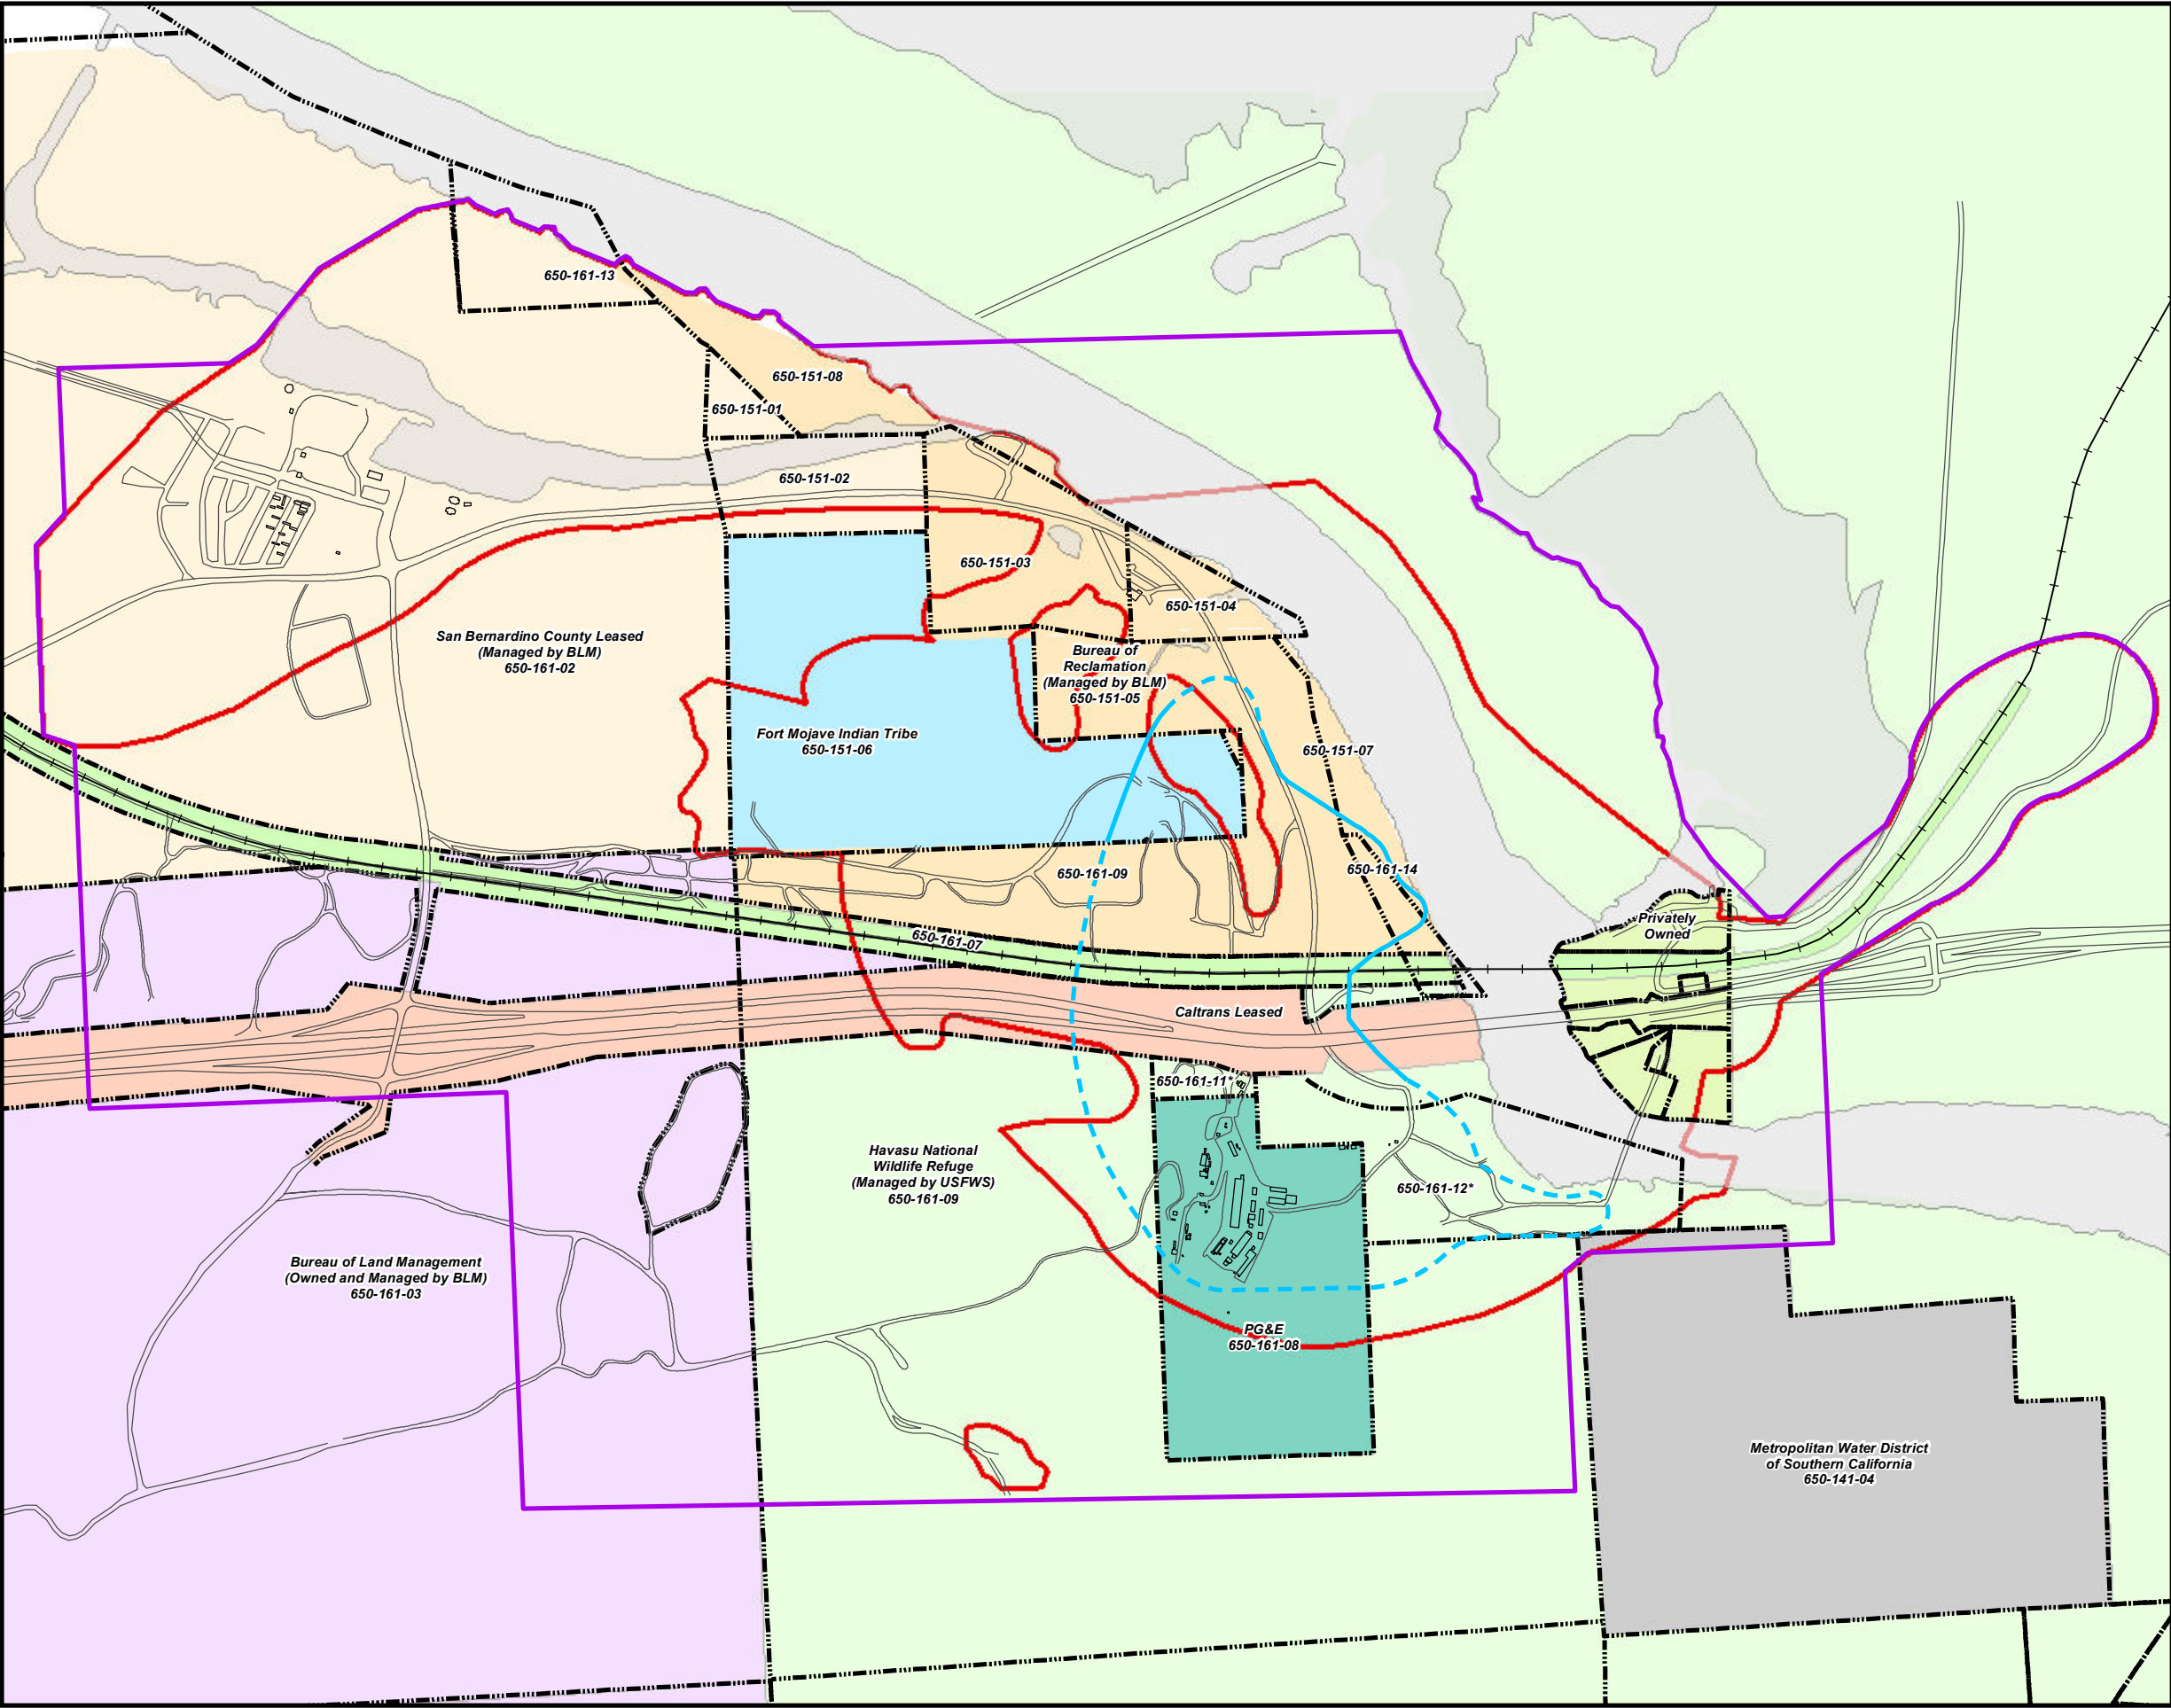 650-161-13
650-151-08
650-151-01
650-151-02
650-151-03
650-151-04
San Bernardino County Leased
(Managed by BLM)
650-161-02
Bureau of
Reclamation
(Managed by BLM)
650-151-05
Fort Mojave Indian Tribe
650-151-06
650-151-07
650-161-09
650-161-14
Privately
Owned
650-161-07
Caltrans Leased
650-161-11*
Havasu National
Wildlife Refuge
(Managed by USFWS)
650-161-09
650-161-12*
Bureau of Land Management
(Owned and Managed by BLM)
650-161-03
PG&E
650-161-08
Metropolitan Water District
of Southern California
650-141-04